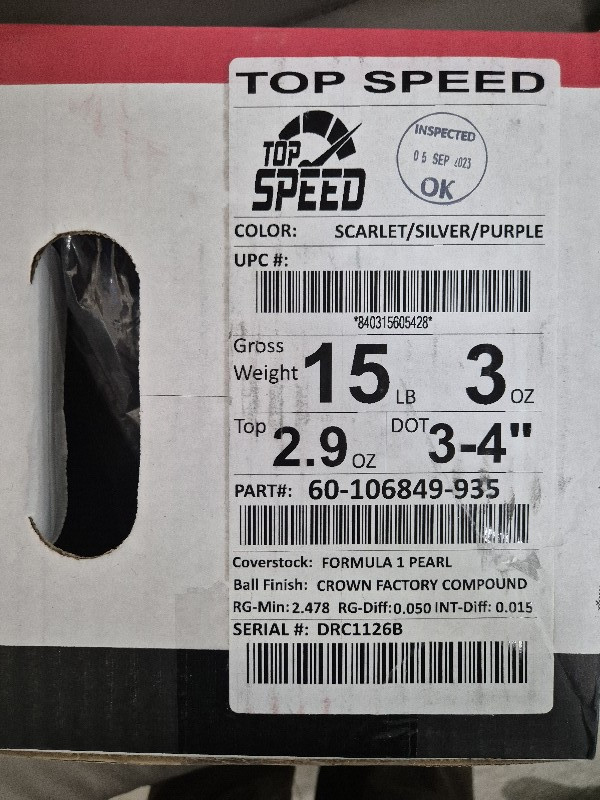 TOP SPEED
TOP
SPEED
INSPECTED
05 SEP 2023
OK
COLOR: SCARLET/SILVER/PURPLE
UPC #:
*840315605428*
Gross Weight 15 LB 3 OZ
Top 2.9 OZ DOT 3-4"
PART#: 60-106849-935
Coverstock: FORMULA 1 PEARL
Ball Finish: CROWN FACTORY COMPOUND
RG-Min: 2.478 RG-Diff: 0.050 INT-Diff: 0.015
SERIAL #: DRC1126B